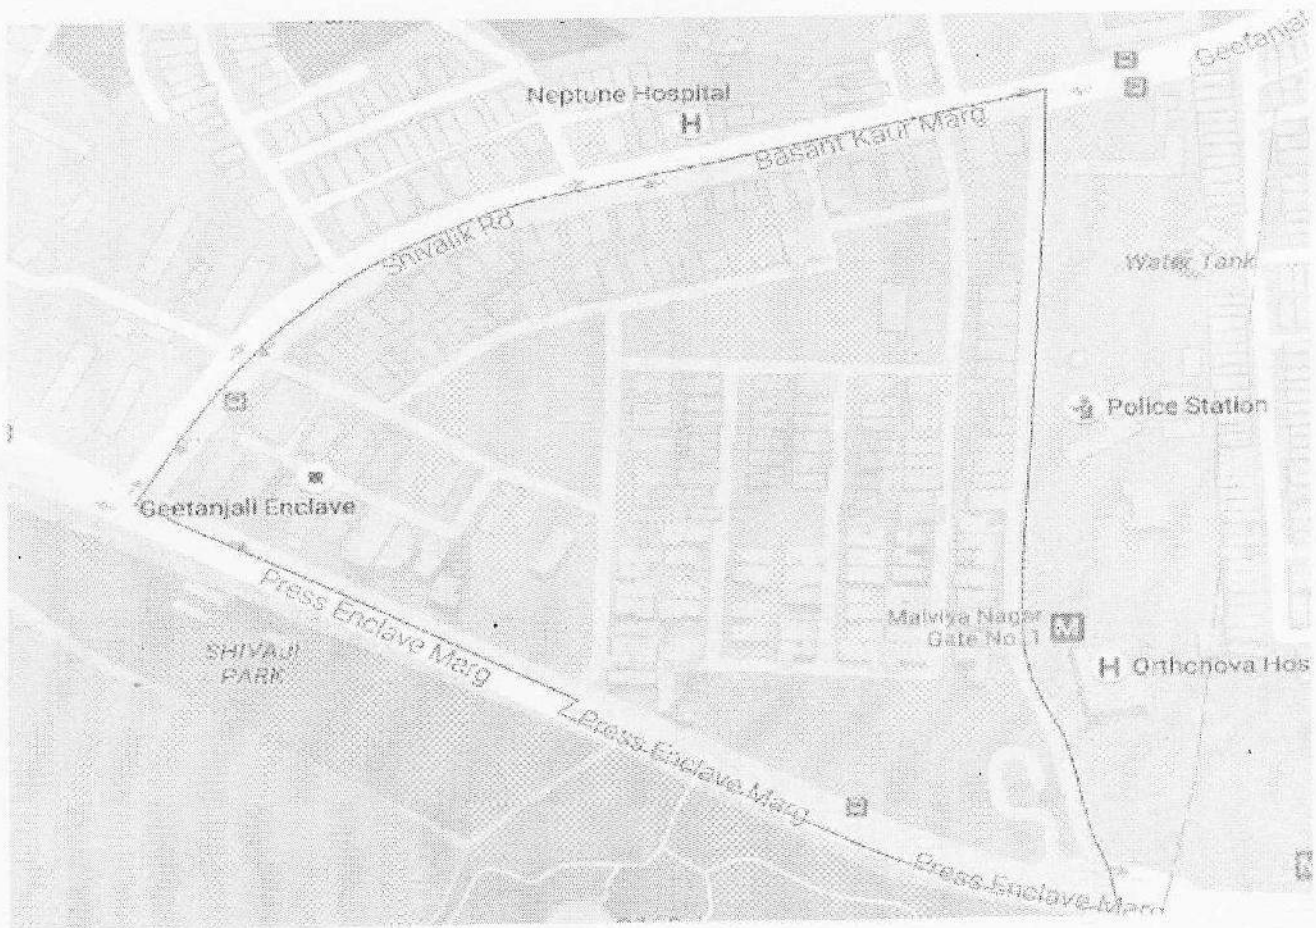 Geetanjal
Neptune Hospital
H
Basant Kaur Marg
Shivalik Rd
Water Tank
Police Station
Geetanjali Enclave
Press Enclave Marg
Malviya Nagar
Gate No. 1
M
SHIVAJI
PARK
H Orthonova Hos
Press Enclave Marg
Press Enclave Marg